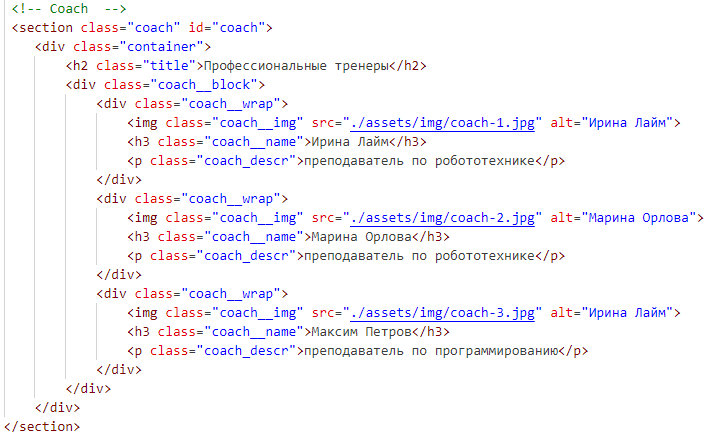 <!-- Coach  -->
<section class="coach" id="coach">
<div class="container">
<h2 class="title">Профессиональные тренеры</h2>
<div class="coach__block">
<div class="coach__wrap">
<img class="coach__img" src="./assets/img/coach-1.jpg" alt="Ирина Лайм">
<h3 class="coach__name">Ирина Лайм</h3>
<p class="coach_descr">преподаватель по робототехнике</p>
</div>
<div class="coach__wrap">
<img class="coach__img" src="./assets/img/coach-2.jpg" alt="Марина Орлова">
<h3 class="coach__name">Марина Орлова</h3>
<p class="coach_descr">преподаватель по робототехнике</p>
</div>
<div class="coach__wrap">
<img class="coach__img" src="./assets/img/coach-3.jpg" alt="Ирина Лайм">
<h3 class="coach__name">Максим Петров</h3>
<p class="coach_descr">преподаватель по программированию</p>
</div>
</div>
</div>
</section>